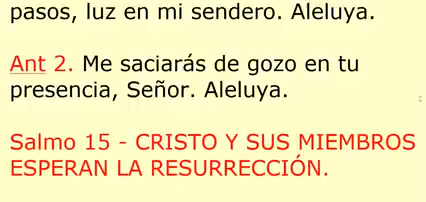 pasos, luz en mi sendero. Aleluya.
Ant 2. Me saciarás de gozo en tu
presencia, Señor. Aleluya.
Salmo 15 - CRISTO Y SUS MIEMBROS
ESPERAN LA RESURRECCIÓN.